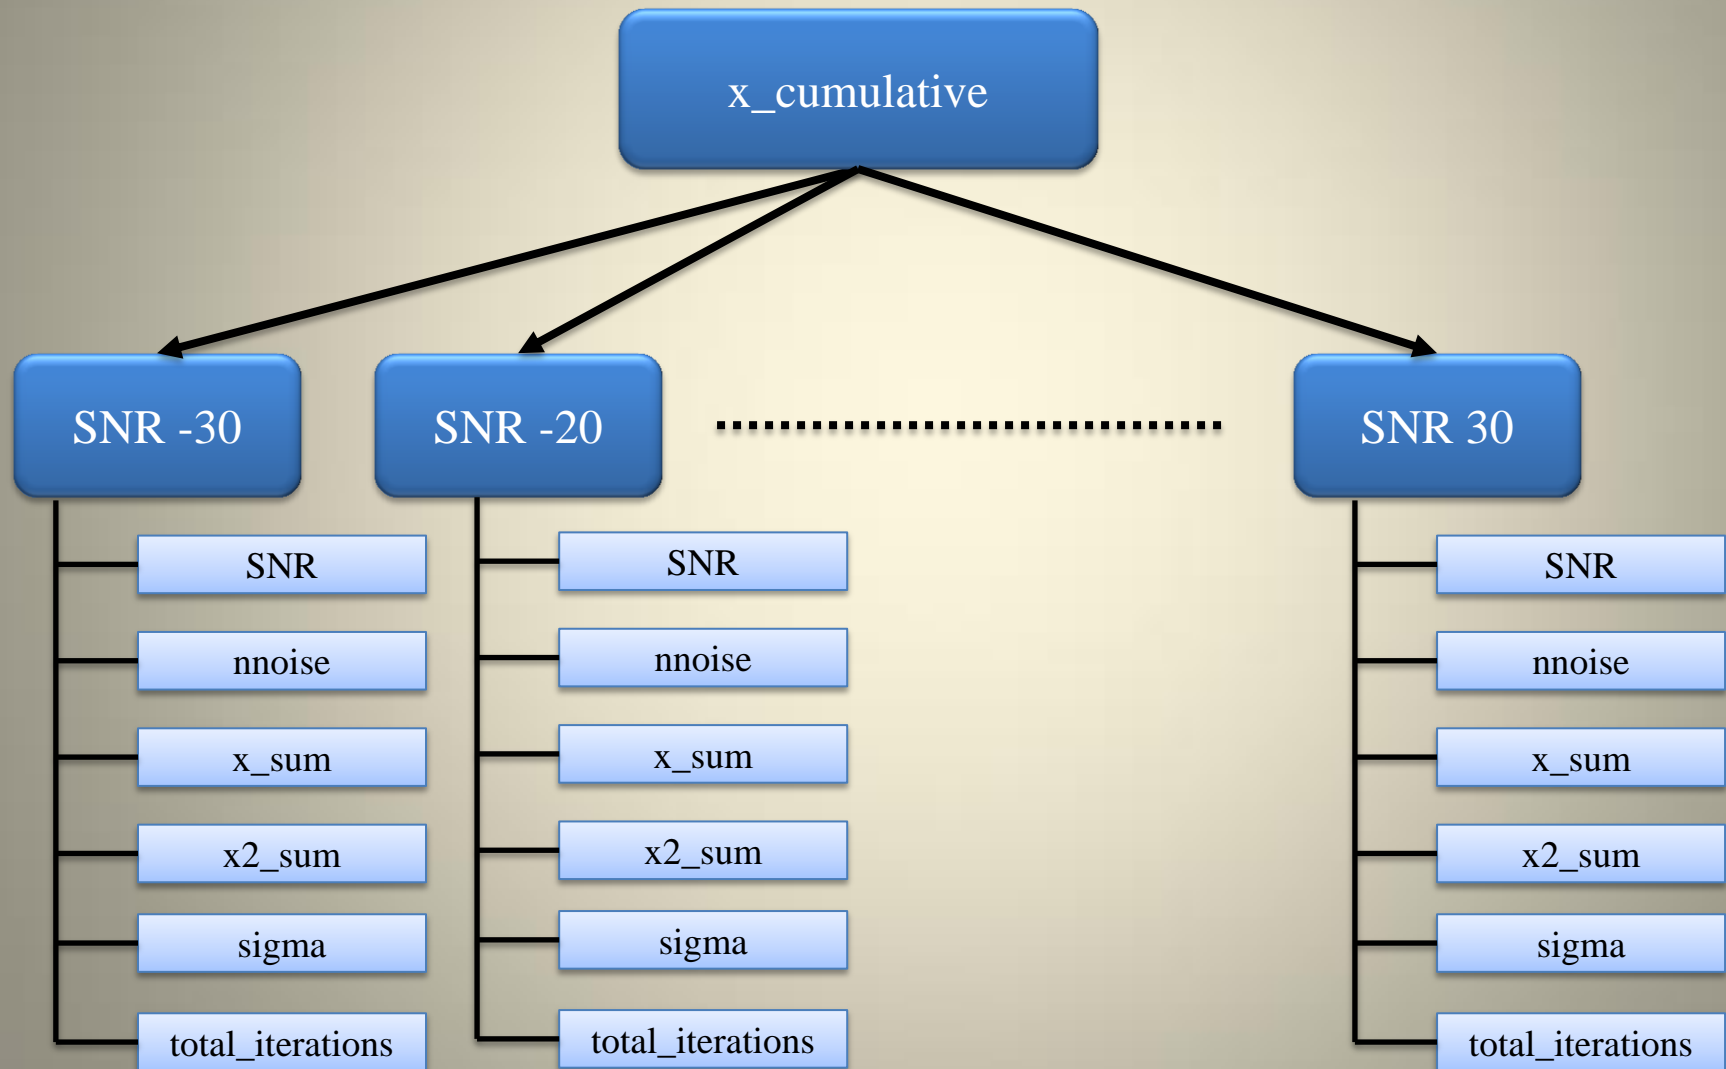 x_cumulative
SNR -30
SNR -20
SNR 30
SNR
nnoise
x_sum
x2_sum
sigma
total_iterations
SNR
nnoise
x_sum
x2_sum
sigma
total_iterations
SNR
nnoise
x_sum
x2_sum
sigma
total_iterations